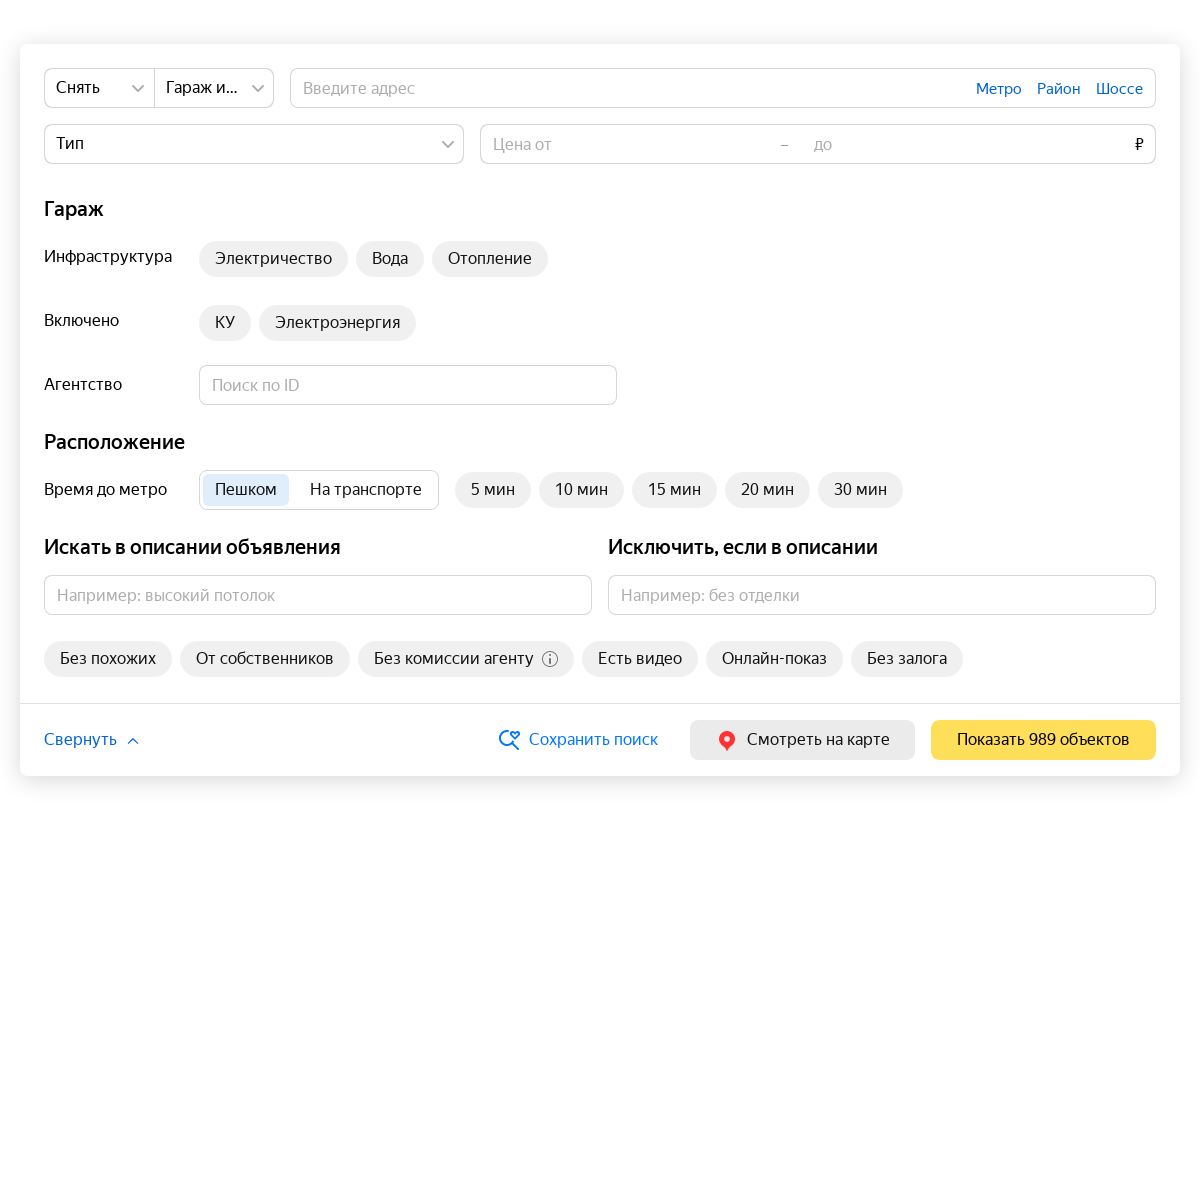 Снять Гараж и... Введите адрес Метро Район Шоссе
Тип Цена от – до ₽
Гараж
Инфраструктура Электричество Вода Отопление
Включено КУ Электроэнергия
Агентство Поиск по ID
Расположение
Время до метро Пешком На транспорте 5 мин 10 мин 15 мин 20 мин 30 мин
Искать в описании объявления Исключить, если в описании
Например: высокий потолок Например: без отделки
Без похожих От собственников Без комиссии агенту Есть видео Онлайн-показ Без залога
Свернуть Сохранить поиск Смотреть на карте Показать 989 объектов